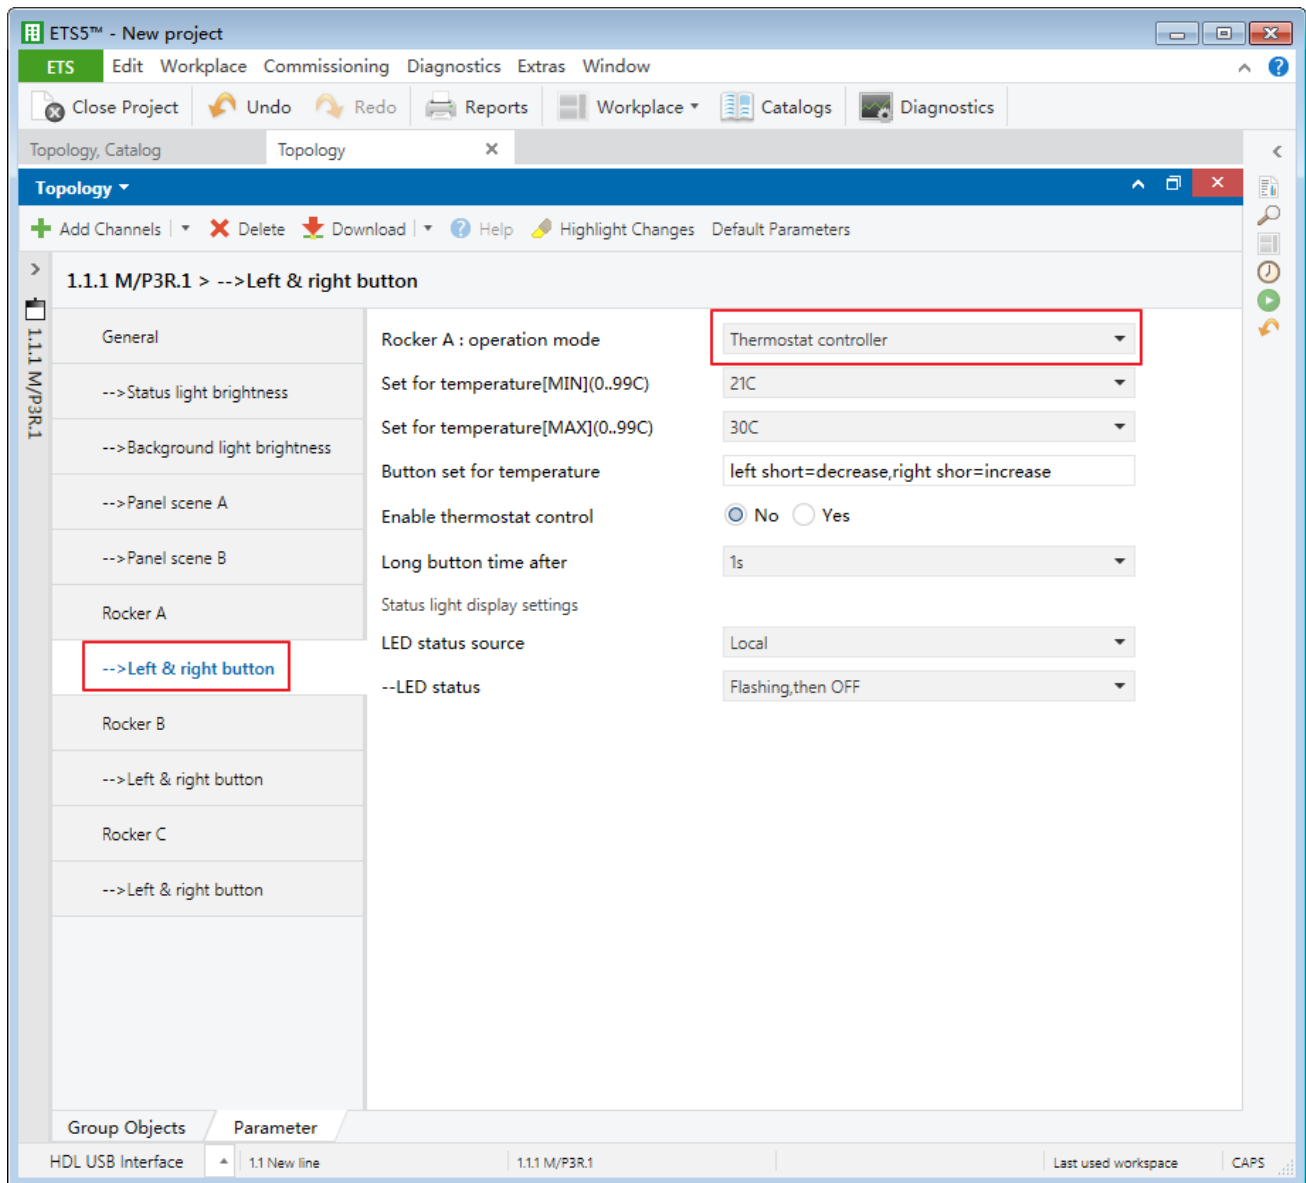 ETS5™ - New project
ETS Edit Workplace Commissioning Diagnostics Extras Window
Close Project Undo Redo Reports Workplace Catalogs Diagnostics
Topology, Catalog Topology
Topology
Add Channels Delete Download Help Highlight Changes Default Parameters
1.1.1 M/P3R.1 > -->Left & right button
1.1.1 M/P3R.1
General
-->Status light brightness
-->Background light brightness
-->Panel scene A
-->Panel scene B
Rocker A
-->Left & right button
Rocker B
-->Left & right button
Rocker C
-->Left & right button
Rocker A : operation mode Thermostat controller
Set for temperature[MIN](0..99C) 21C
Set for temperature[MAX](0..99C) 30C
Button set for temperature left short=decrease,right shor=increase
Enable thermostat control No Yes
Long button time after 1s
Status light display settings
LED status source Local
--LED status Flashing,then OFF
Group Objects Parameter
HDL USB Interface 1.1 New line 1.1.1 M/P3R.1 Last used workspace CAPS